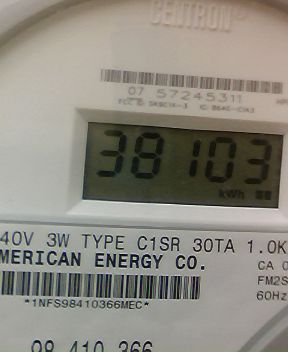 CENTRON
07 57245311
38103
kWh
40V 3W TYPE C1SR 30TA 1.0K
MERICAN ENERGY CO.
CA 0
FM2S
60Hz
*1NFS98410366MEC*
98 410 366